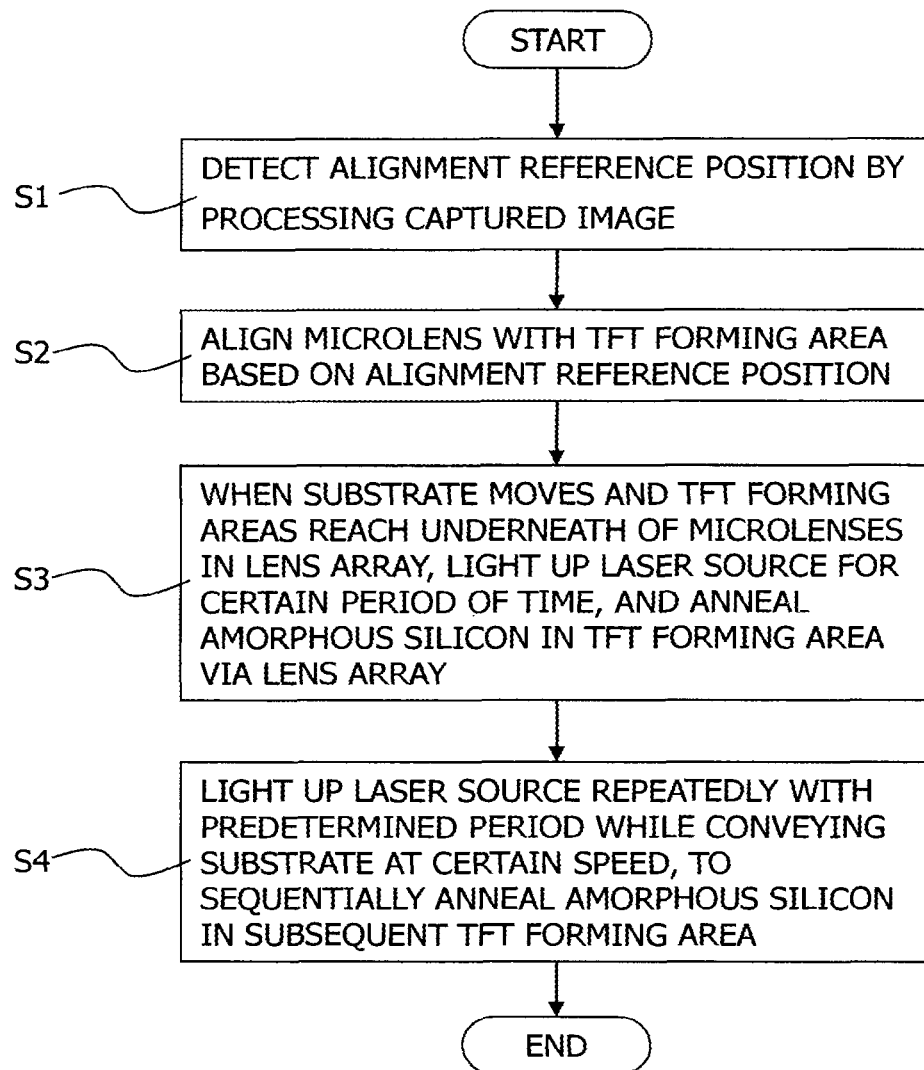 START
S1
DETECT ALIGNMENT REFERENCE POSITION BY
PROCESSING CAPTURED IMAGE
S2
ALIGN MICROLENS WITH TFT FORMING AREA
BASED ON ALIGNMENT REFERENCE POSITION
S3
WHEN SUBSTRATE MOVES AND TFT FORMING
AREAS REACH UNDERNEATH OF MICROLENSES
IN LENS ARRAY, LIGHT UP LASER SOURCE FOR
CERTAIN PERIOD OF TIME, AND ANNEAL
AMORPHOUS SILICON IN TFT FORMING AREA
VIA LENS ARRAY
S4
LIGHT UP LASER SOURCE REPEATEDLY WITH
PREDETERMINED PERIOD WHILE CONVEYING
SUBSTRATE AT CERTAIN SPEED, TO
SEQUENTIALLY ANNEAL AMORPHOUS SILICON
IN SUBSEQUENT TFT FORMING AREA
END